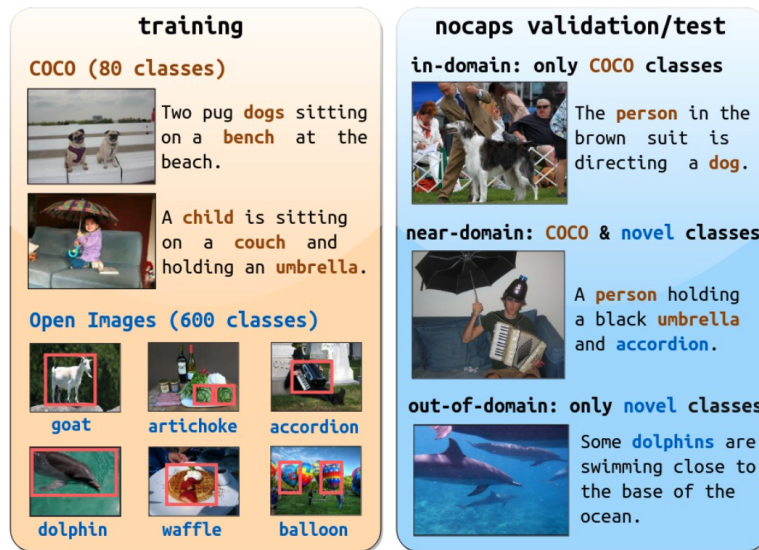 training
COCO (80 classes)
Two pug dogs sitting
on a bench at the
beach.
A child is sitting
on a couch and
holding an umbrella.
Open Images (600 classes)
goat
artichoke
accordion
dolphin
waffle
balloon
nocaps validation/test
in-domain: only COCO classes
The person in the
brown suit is
directing a dog.
near-domain: COCO & novel classes
A person holding
a black umbrella
and accordion.
out-of-domain: only novel classes
Some dolphins are
swimming close to
the base of the
ocean.